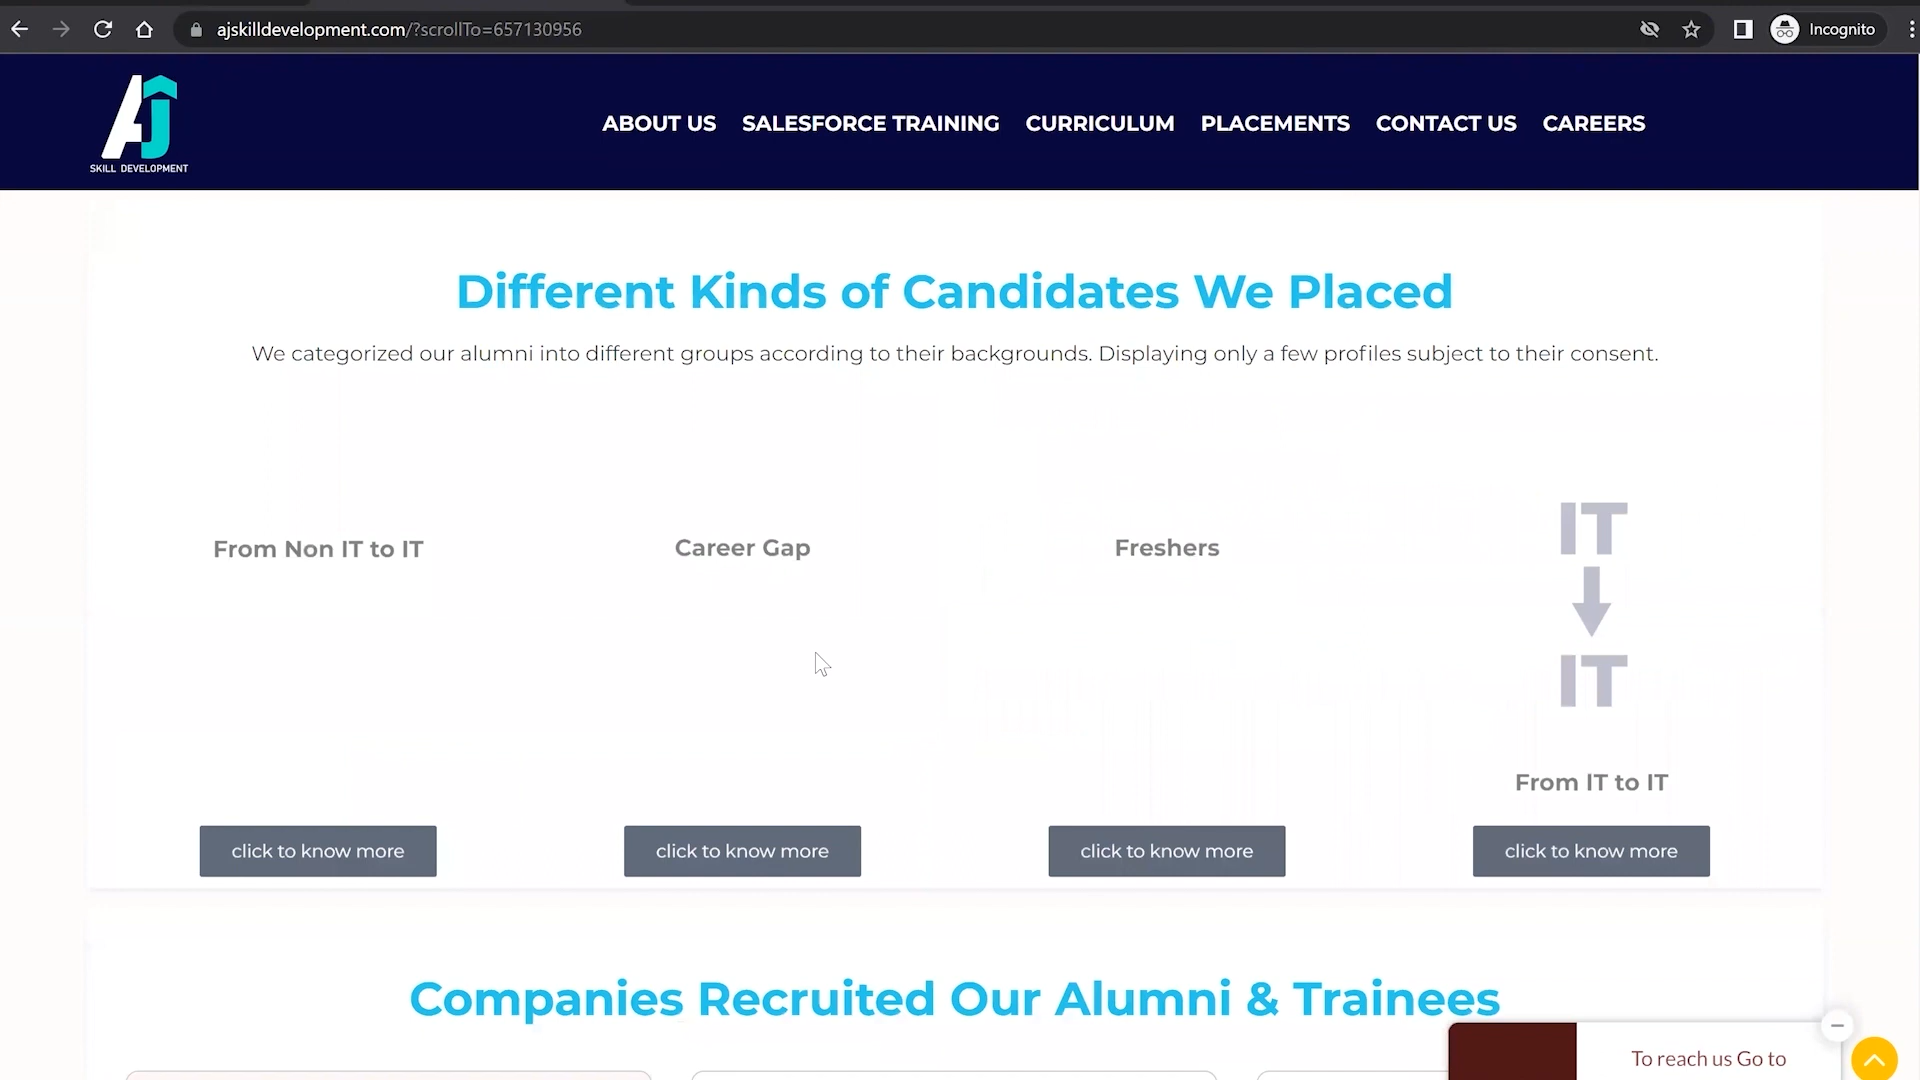 ajskilldevelopment.com/?scrollTo=657130956
Incognito
AJ
SKILL DEVELOPMENT
ABOUT US SALESFORCE TRAINING CURRICULUM PLACEMENTS CONTACT US CAREERS
Different Kinds of Candidates We Placed
We categorized our alumni into different groups according to their backgrounds. Displaying only a few profiles subject to their consent.
From Non IT to IT
Career Gap
Freshers
IT
IT
From IT to IT
click to know more
click to know more
click to know more
click to know more
Companies Recruited Our Alumni & Trainees
To reach us Go to